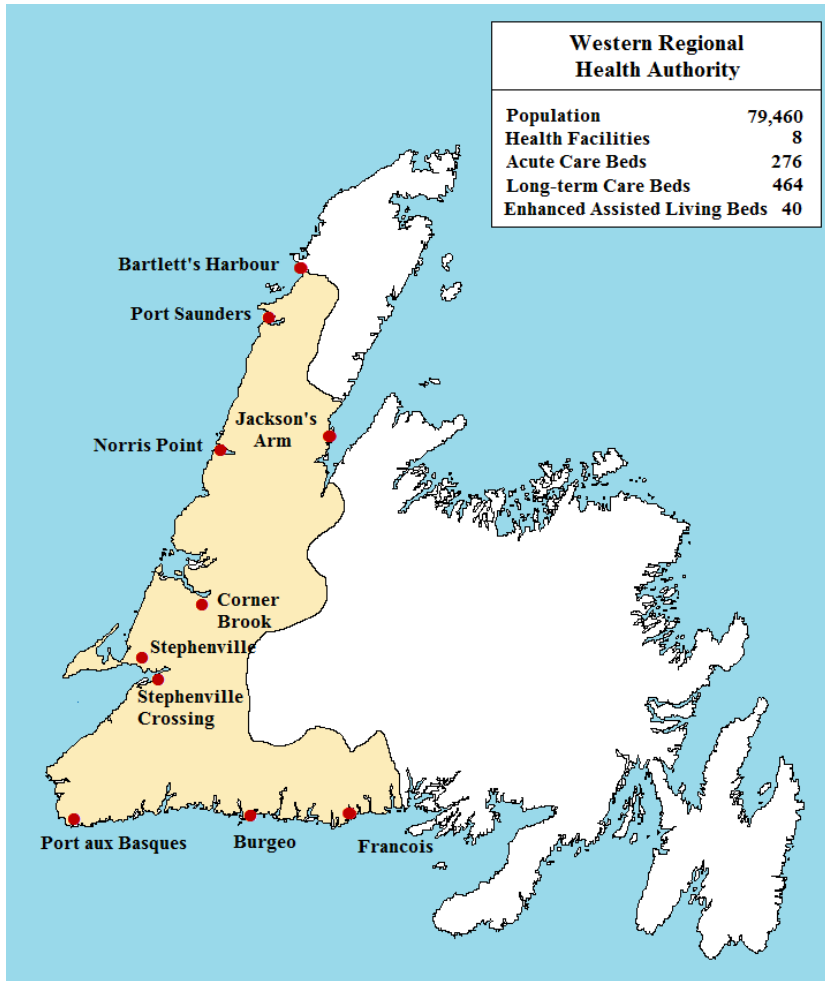 Western Regional
Health Authority
Population 79,460
Health Facilities 8
Acute Care Beds 276
Long-term Care Beds 464
Enhanced Assisted Living Beds 40
Bartlett's Harbour
Port Saunders
Jackson's
Arm
Norris Point
Corner
Brook
Stephenville
Stephenville
Crossing
Port aux Basques
Burgeo
Francois